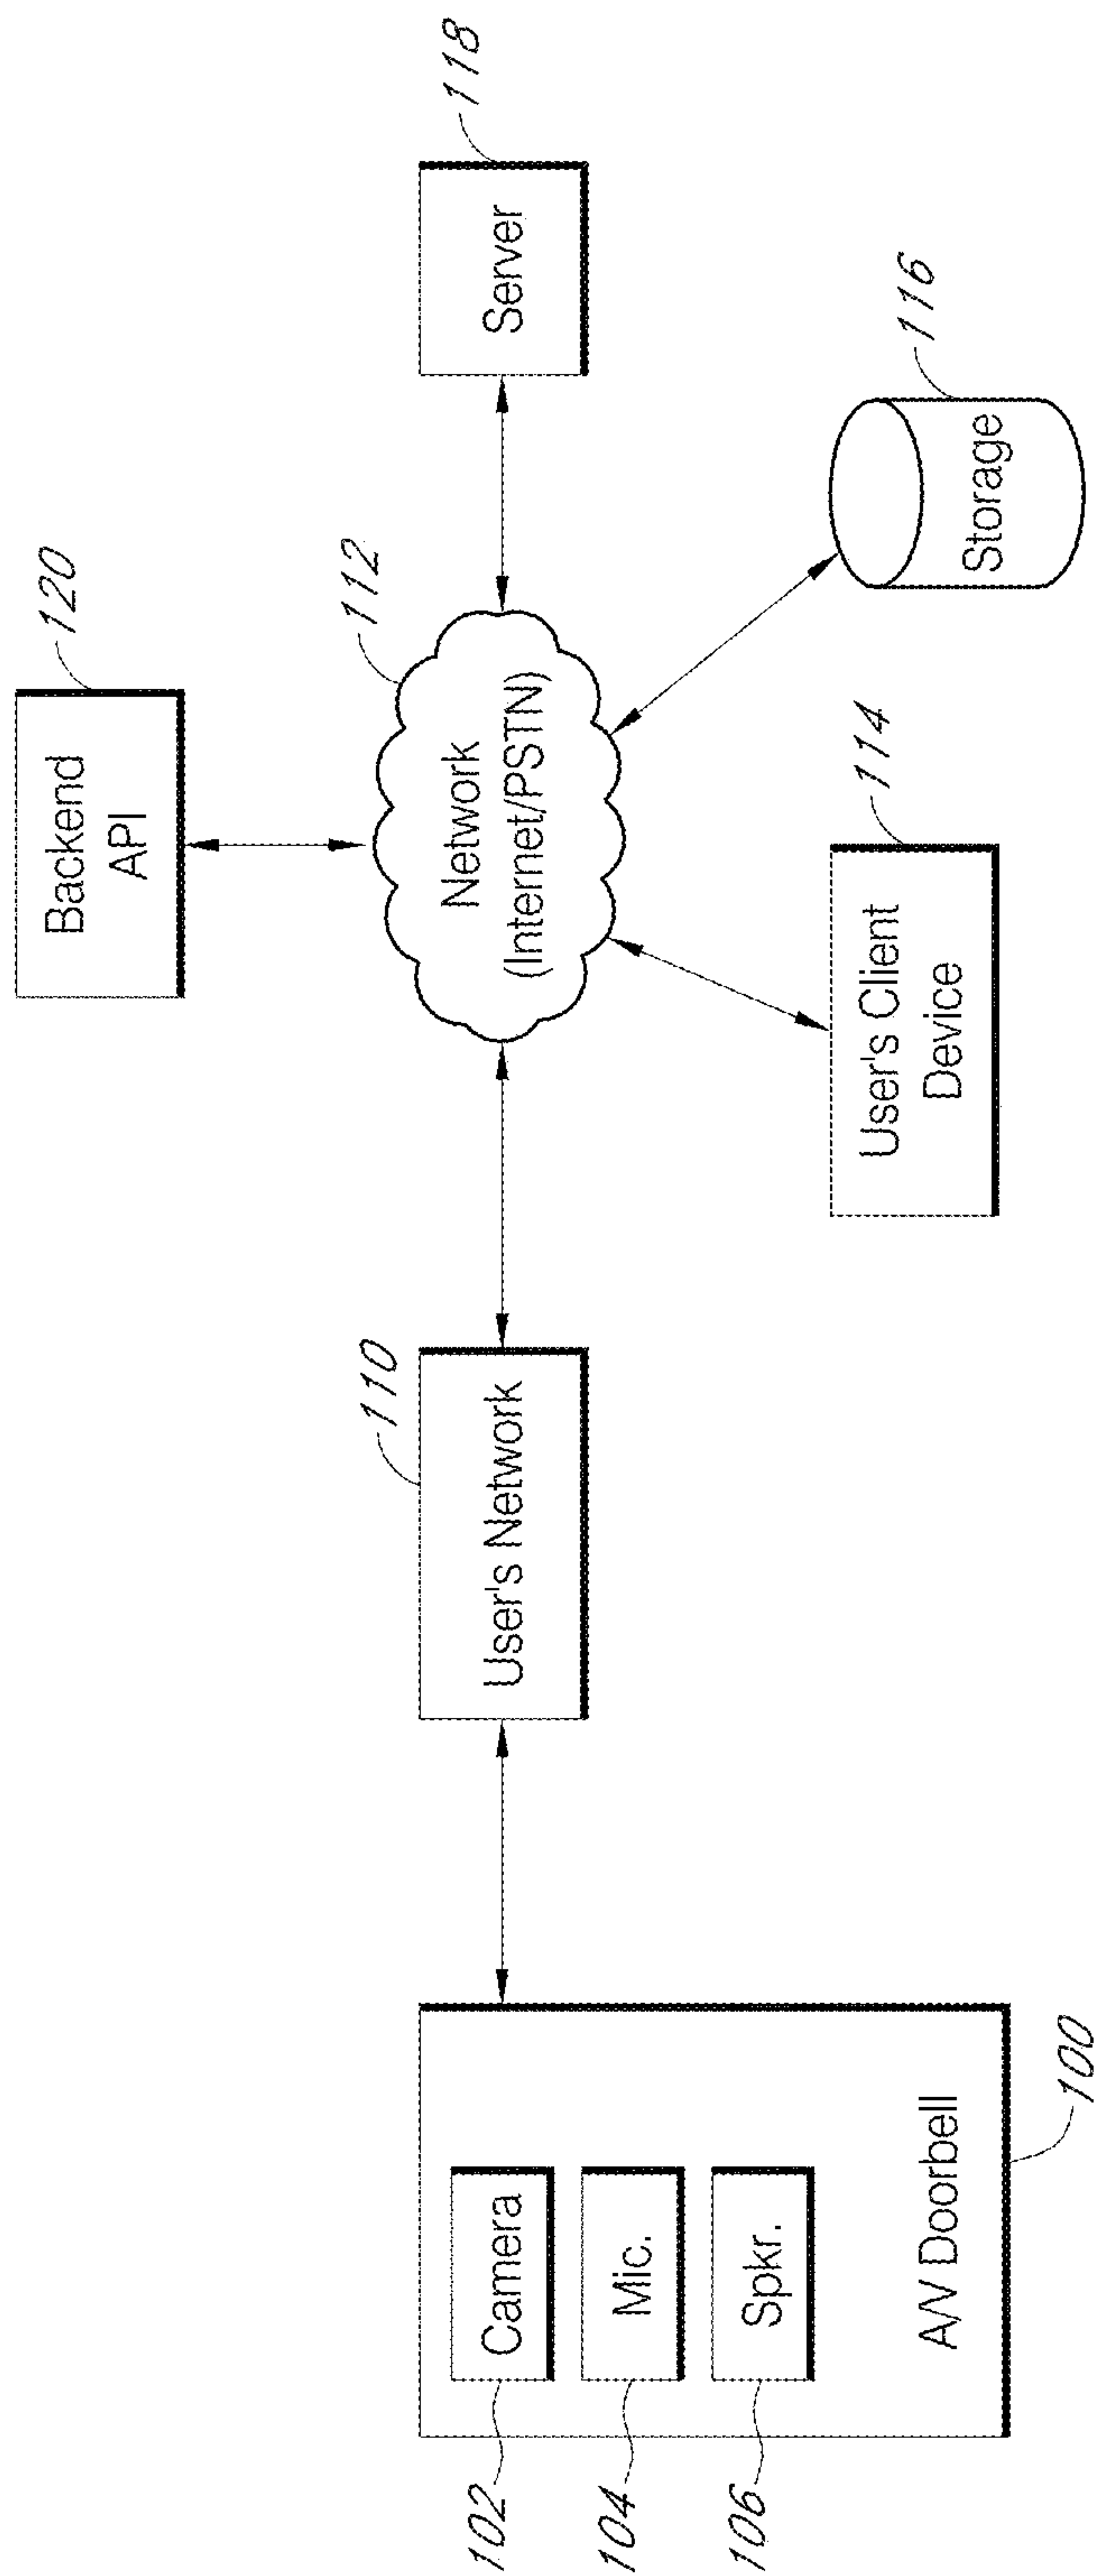 120
Backend
API
112
118
Network
(Internet/PSTN)
Server
110
User's Network
102
Camera
104
Mic.
106
Spkr.
A/V Doorbell
100
114
User's Client
Device
116
Storage